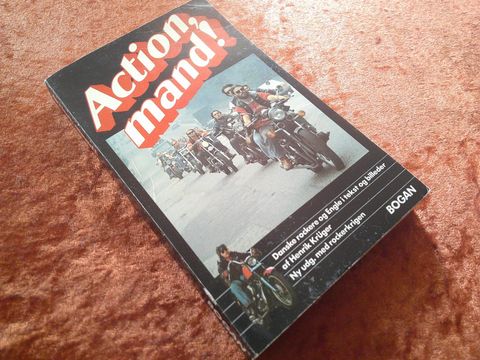 Action,
mand!
Danske rockere og Engle i tekst og billeder
af Henrik Krüger
Ny udg. med rockerkrigen
BOGAN